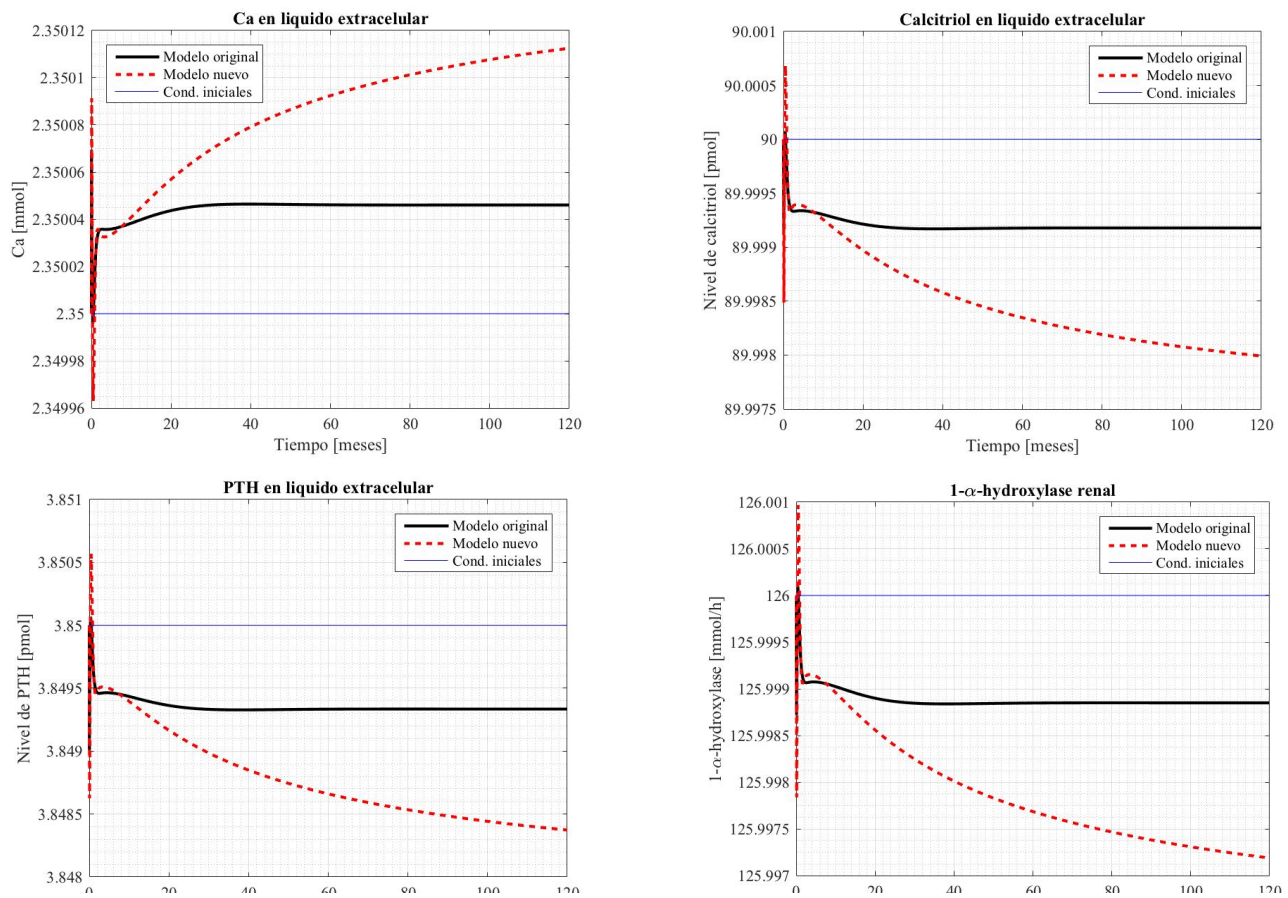 Ca en liquido extracelular
2.35012
2.3501
2.35008
2.35006
2.35004
2.35002
2.35
2.34998
2.34996
Ca [mmol]
Modelo original
Modelo nuevo
Cond. iniciales
0 20 40 60 80 100 120
Tiempo [meses]
Calcitriol en liquido extracelular
90.001
90.0005
90
89.9995
89.999
89.9985
89.998
89.9975
Nivel de calcitriol [pmol]
Modelo original
Modelo nuevo
Cond. iniciales
0 20 40 60 80 100 120
Tiempo [meses]
PTH en liquido extracelular
3.851
3.8505
3.85
3.8495
3.849
3.8485
3.848
Nivel de PTH [pmol]
Modelo original
Modelo nuevo
Cond. iniciales
0 20 40 60 80 100 120
1-α-hydroxylase renal
126.001
126.0005
126
125.9995
125.999
125.9985
125.998
125.9975
125.997
1-α-hydroxylase [mmol/h]
Modelo original
Modelo nuevo
Cond. iniciales
0 20 40 60 80 100 120